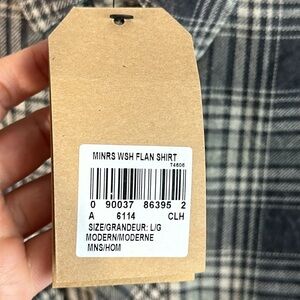 MINRS WSH FLAN SHIRT
74606
0 90037 86395 2
A 6114 CLH
SIZE/GRANDEUR: L/G
MODERN/MODERNE
MNS/HOM